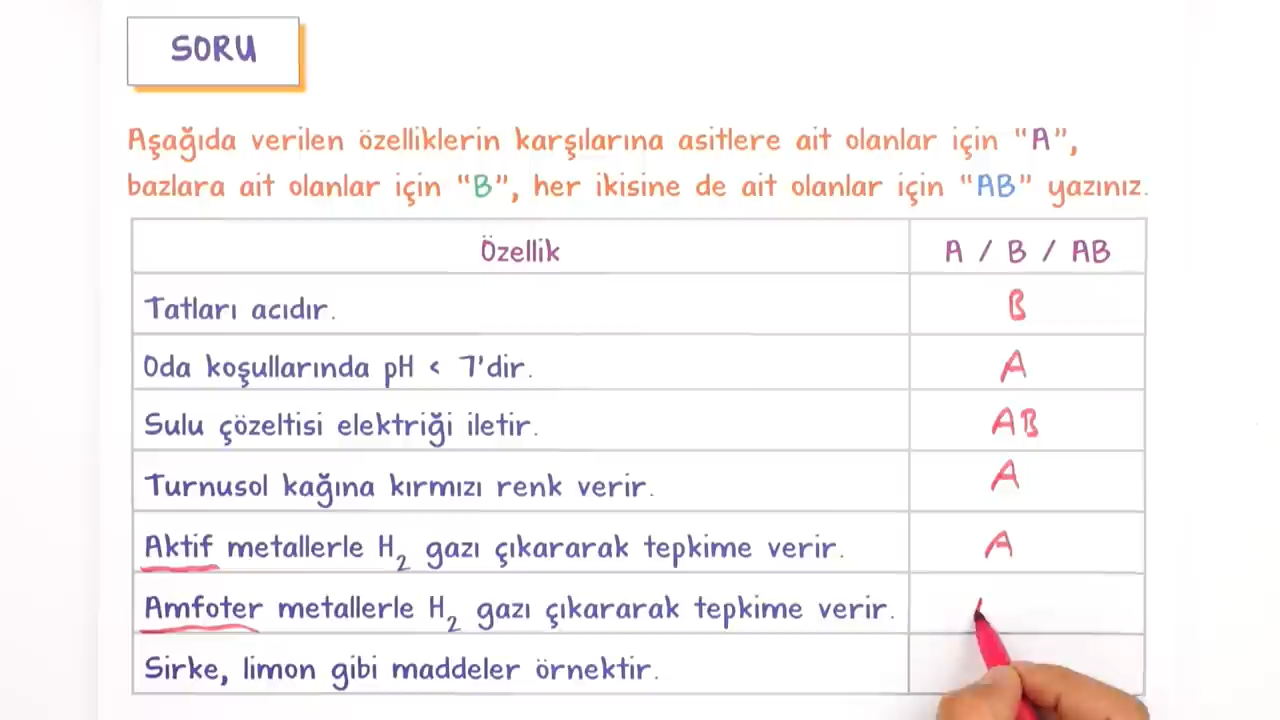 SORU
Aşağıda verilen özelliklerin karşılarına asitlere ait olanlar için "A",
bazlara ait olanlar için "B", her ikisine de ait olanlar için "AB" yazınız.
Özellik A / B / AB
Tatları acıdır. B
Oda koşullarında pH < 7'dir. A
Sulu çözeltisi elektriği iletir. AB
Turnusol kağına kırmızı renk verir. A
Aktif metallerle H₂ gazı çıkararak tepkime verir. A
Amfoter metallerle H₂ gazı çıkararak tepkime verir.
Sirke, limon gibi maddeler örnektir.